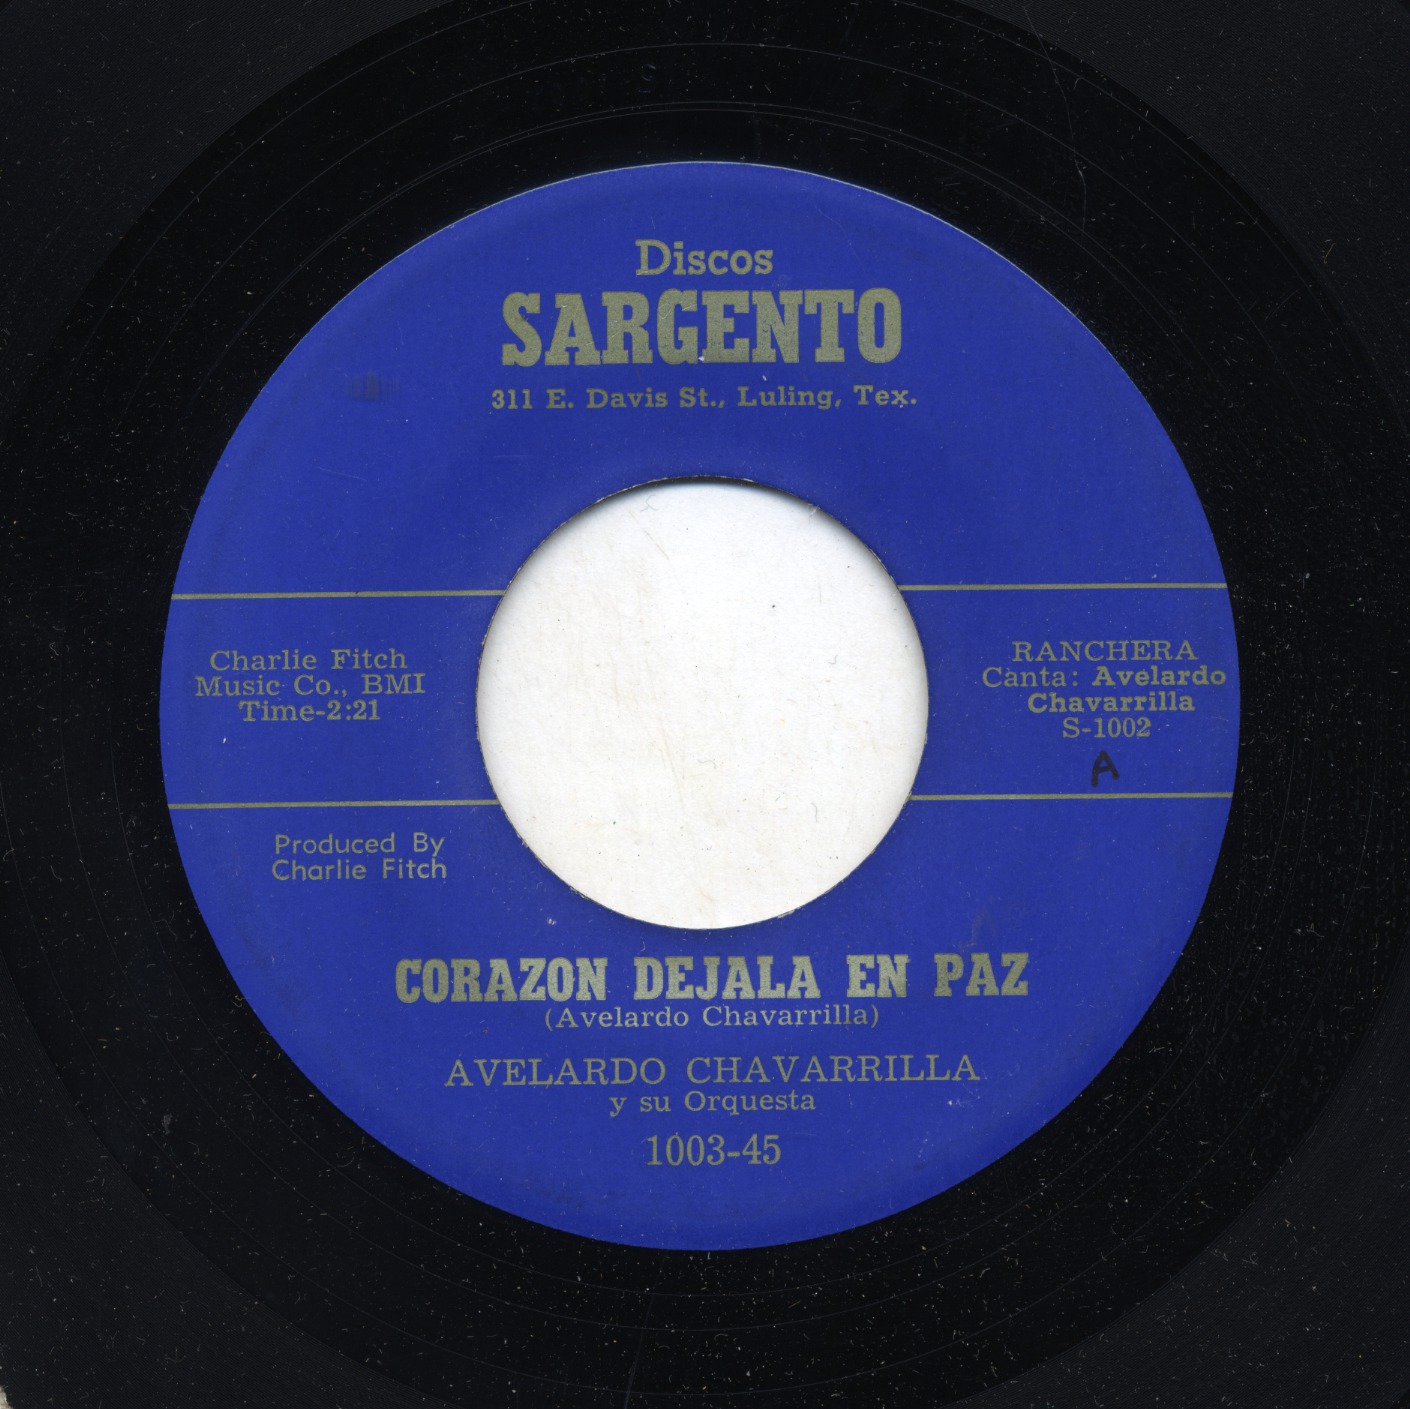 Discos
SARGENTO
311 E. Davis St., Luling, Tex.
Charlie Fitch
Music Co., BMI
Time-2:21
RANCHERA
Canta: Avelardo
Chavarrilla
S-1002
A
Produced By
Charlie Fitch
CORAZON DEJALA EN PAZ
(Avelardo Chavarrilla)
AVELARDO CHAVARRILLA
y su Orquesta
1003-45